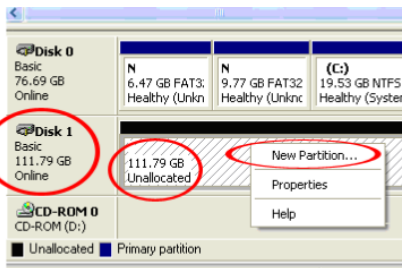 Disk 0
Basic
76.69 GB
Online
N
6.47 GB FAT32
Healthy (Unkn
N
9.77 GB FAT32
Healthy (Unknc
(C:)
19.53 GB NTFS
Healthy (System
Disk 1
Basic
111.79 GB
Online
111.79 GB
Unallocated
New Partition...
Properties
Help
CD-ROM 0
CD-ROM (D:)
Unallocated
Primary partition